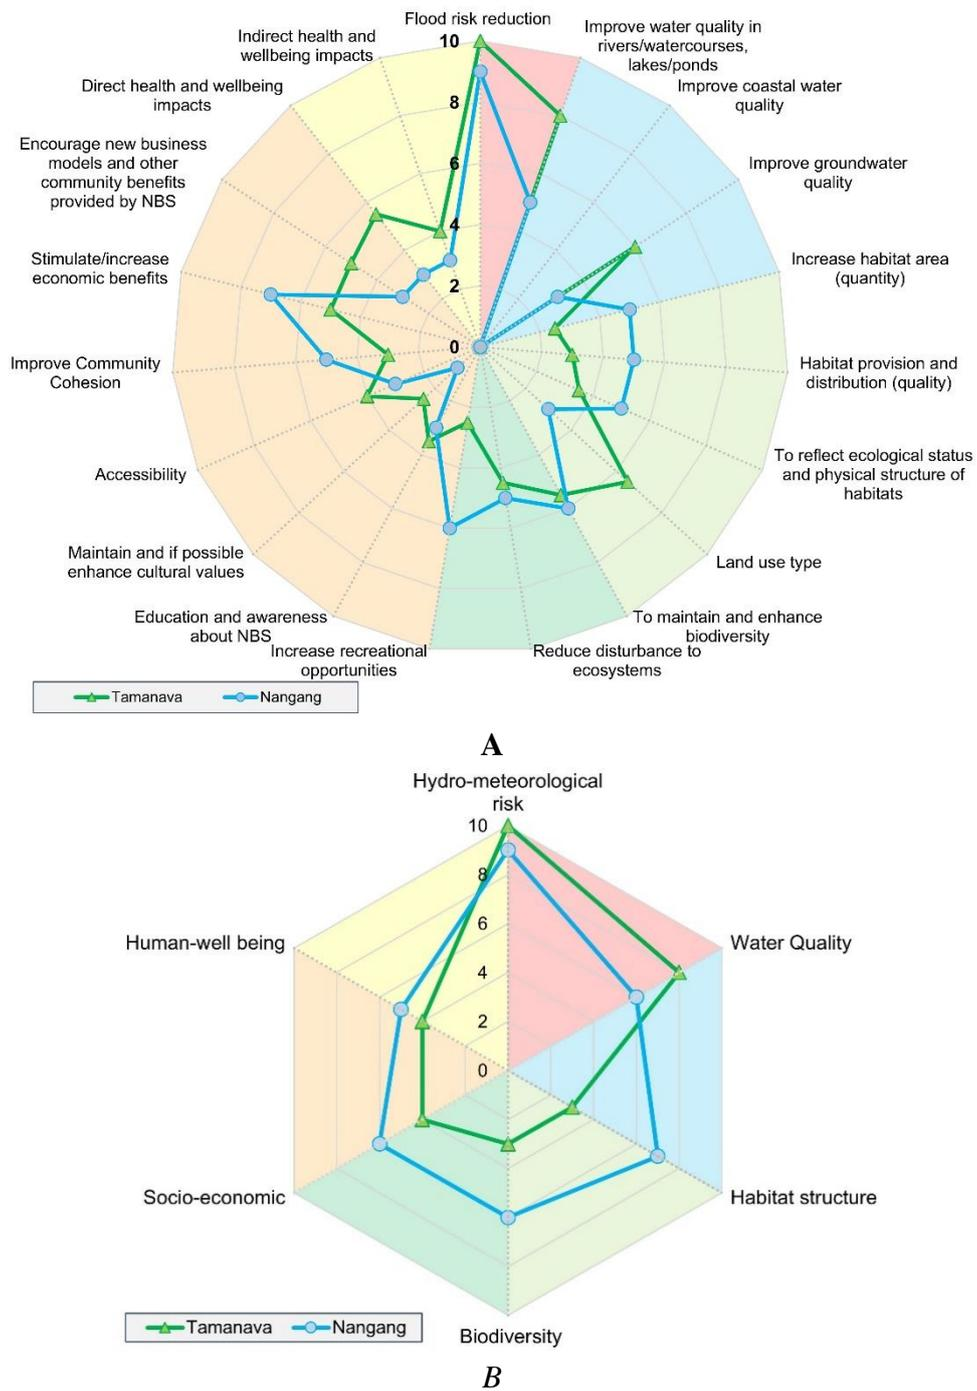 Flood risk reduction
Improve water quality in
rivers/watercourses,
lakes/ponds
Improve coastal water
quality
Improve groundwater
quality
Increase habitat area
(quantity)
Habitat provision and
distribution (quality)
To reflect ecological status
and physical structure of
habitats
Land use type
To maintain and enhance
biodiversity
Reduce disturbance to
ecosystems
Increase recreational
opportunities
Education and awareness
about NBS
Maintain and if possible
enhance cultural values
Accessibility
Improve Community
Cohesion
Stimulate/increase
economic benefits
Encourage new business
models and other
community benefits
provided by NBS
Direct health and wellbeing
impacts
Indirect health and
wellbeing impacts
10
8
6
4
2
0
Tamanava
Nangang
A
Hydro-meteorological
risk
Water Quality
Habitat structure
Biodiversity
Socio-economic
Human-well being
10
8
6
4
2
0
Tamanava
Nangang
B